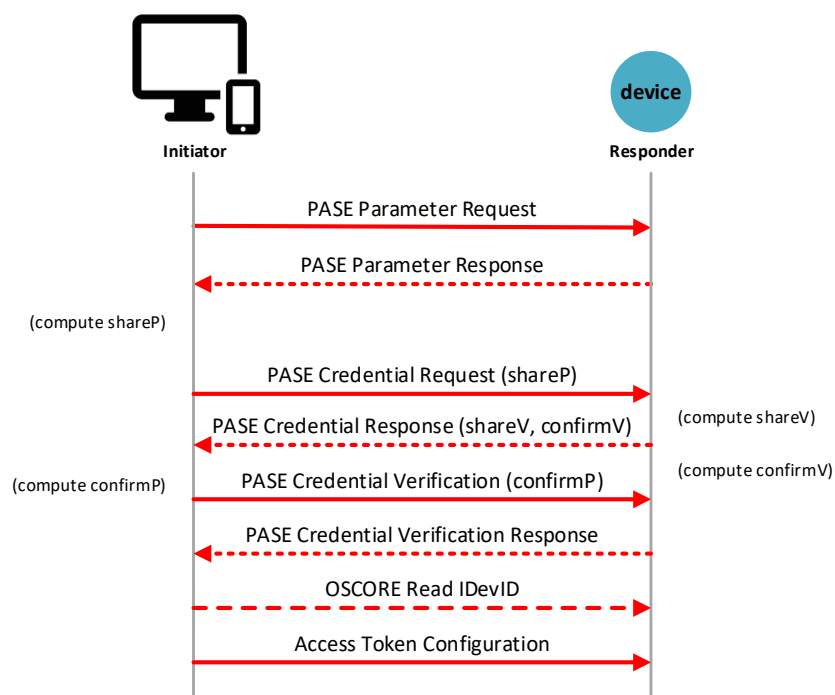 device
Initiator
Responder
PASE Parameter Request
PASE Parameter Response
(compute shareP)
PASE Credential Request (shareP)
(compute shareV)
PASE Credential Response (shareV, confirmV)
(compute confirmV)
(compute confirmP)
PASE Credential Verification (confirmP)
PASE Credential Verification Response
OSCORE Read IDevID
Access Token Configuration